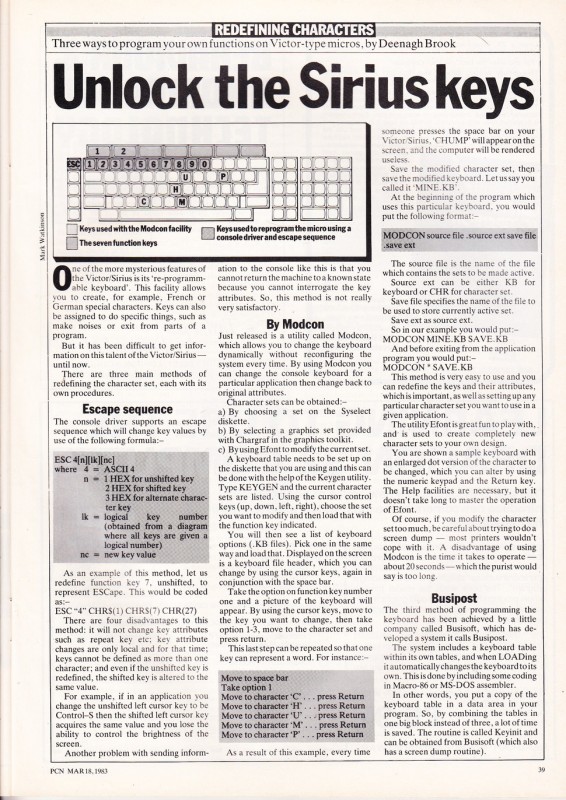 REDEFINING CHARACTERS
Three ways to program your own functions on Victor-type micros, by Deenagh Brook
Unlock the Sirius keys
1 2
ESC 1 2 3 4 5 6 7 8 9 0
U P
H
C M
Keys used with the Modcon facility
The seven function keys
Keys used to reprogram the micro using a
console driver and escape sequence
Mark Watkinson
One of the more mysterious features of
the Victor/Sirius is its 're-programm-
able keyboard'. This facility allows
you to create, for example, French or
German special characters. Keys can also
be assigned to do specific things, such as
make noises or exit from parts of a
program.
But it has been difficult to get infor-
mation on this talent of the Victor/Sirius —
until now.
There are three main methods of
redefining the character set, each with its
own procedures.
Escape sequence
The console driver supports an escape
sequence which will change key values by
use of the following formula:–
ESC 4[n][lk][nc]
where 4 = ASCII 4
n = 1 HEX for unshifted key
2 HEX for shifted key
3 HEX for alternate charac-
ter key
lk = logical key number
(obtained from a diagram
where all keys are given a
logical number)
nc = new key value
As an example of this method, let us
redefine function key 7, unshifted, to
represent ESCape. This would be coded
as:–
ESC "4" CHR$(1) CHR$(7) CHR(27)
There are four disadvantages to this
method: it will not change key attributes
such as repeat key etc; key attribute
changes are only local and for that time;
keys cannot be defined as more than one
character; and even if the unshifted key is
redefined, the shifted key is altered to the
same value.
For example, if in an application you
change the unshifted left cursor key to be
Control–S then the shifted left cursor key
acquires the same value and you lose the
ability to control the brightness of the
screen.
Another problem with sending inform-
ation to the console like this is that you
cannot return the machine to a known state
because you cannot interrogate the key
attributes. So, this method is not really
very satisfactory.
By Modcon
Just released is a utility called Modcon,
which allows you to change the keyboard
dynamically without reconfiguring the
system every time. By using Modcon you
can change the console keyboard for a
particular application then change back to
original attributes.
Character sets can be obtained:–
a) By choosing a set on the Syselect
diskette.
b) By selecting a graphics set provided
with Chargraf in the graphics toolkit.
c) By using Efont to modify the current set.
A keyboard table needs to be set up on
the diskette that you are using and this can
be done with the help of the Keygen utility.
Type KEYGEN and the current character
sets are listed. Using the cursor control
keys (up, down, left, right), choose the set
you want to modify and then load that with
the function key indicated.
You will then see a list of keyboard
options (.KB files). Pick one in the same
way and load that. Displayed on the screen
is a keyboard file header, which you can
change by using the cursor keys, again in
conjunction with the space bar.
Take the option on function key number
one and a picture of the keyboard will
appear. By using the cursor keys, move to
the key you want to change, then take
option 1-3, move to the character set and
press return.
This last step can be repeated so that one
key can represent a word. For instance:–
Move to space bar
Take option 1
Move to character 'C' . . . press Return
Move to character 'H' . . . press Return
Move to character 'U' . . . press Return
Move to character 'M' . . . press Return
Move to character 'P' . . . press Return
As a result of this example, every time
someone presses the space bar on your
Victor/Sirius, 'CHUMP' will appear on the
screen, and the computer will be rendered
useless.
Save the modified character set, then
save the modified keyboard. Let us say you
called it 'MINE.KB'.
At the beginning of the program which
uses this particular keyboard, you would
put the following format:–
MODCON source file .source ext save file
.save ext
The source file is the name of the file
which contains the sets to be made active.
Source ext can be either KB for
keyboard or CHR for character set.
Save file specifies the name of the file to
be used to store currently active set.
Save ext as source ext.
So in our example you would put:–
MODCON MINE.KB SAVE.KB
And before exiting from the application
program you would put:–
MODCON * SAVE.KB
This method is very easy to use and you
can redefine the keys and their attributes,
which is important, as well as setting up any
particular character set you want to use in a
given application.
The utility Efont is great fun to play with,
and is used to create completely new
character sets to your own design.
You are shown a sample keyboard with
an enlarged dot version of the character to
be changed, which you can alter by using
the numeric keypad and the Return key.
The Help facilities are necessary, but it
doesn't take long to master the operation
of Efont.
Of course, if you modify the character
set too much, be careful about trying to do a
screen dump — most printers wouldn't
cope with it. A disadvantage of using
Modcon is the time it takes to operate —
about 20 seconds — which the purist would
say is too long.
Busipost
The third method of programming the
keyboard has been achieved by a little
company called Busisoft, which has de-
veloped a system it calls Busipost.
The system includes a keyboard table
within its own tables, and when LOADing
it automatically changes the keyboard to its
own. This is done by including some coding
in Macro-86 or MS-DOS assembler.
In other words, you put a copy of the
keyboard table in a data area in your
program. So, by combining the tables in
one big block instead of three, a lot of time
is saved. The routine is called Keyinit and
can be obtained from Busisoft (which also
has a screen dump routine).
PCN MAR 18, 1983
39